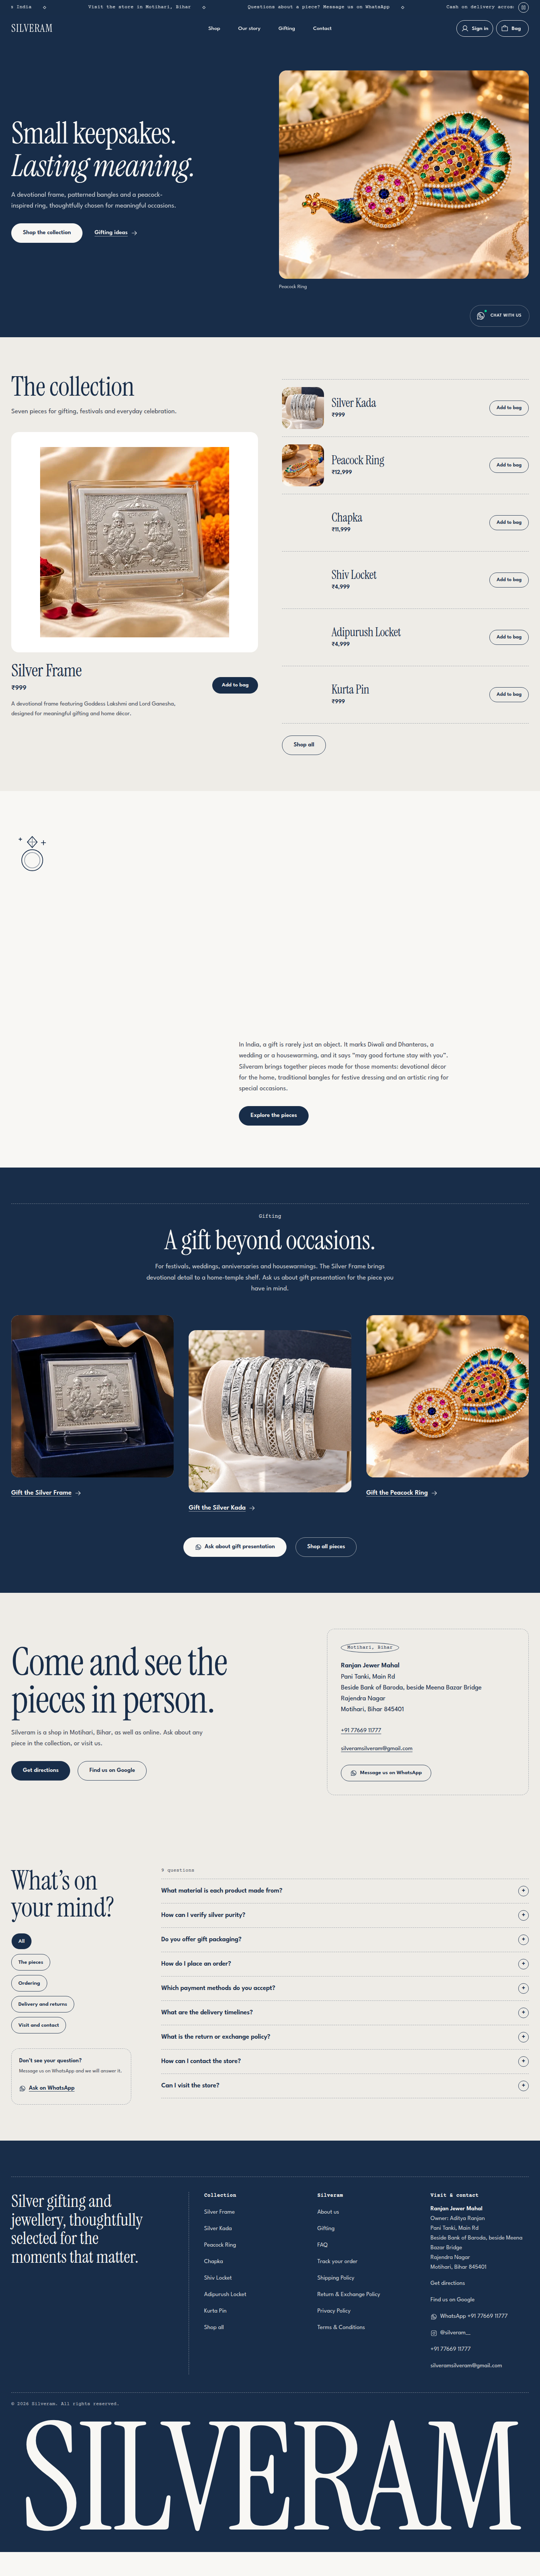 x India
Visit the store in Motihari, Bihar
Questions about a piece? Message us on WhatsApp
Cash on delivery across
SILVERAM
Shop
Our story
Gifting
Contact
Sign in
Bag
Small keepsakes.
Lasting meaning.
A devotional frame, patterned bangles and a peacock-
inspired ring, thoughtfully chosen for meaningful occasions.
Shop the collection
Gifting ideas
Peacock Ring
CHAT WITH US
The collection
Seven pieces for gifting, festivals and everyday celebration.
Silver Frame
₹999
Add to bag
A devotional frame featuring Goddess Lakshmi and Lord Ganesha,
designed for meaningful gifting and home décor.
Silver Kada
₹999
Add to bag
Peacock Ring
₹12,999
Add to bag
Chapka
₹11,999
Add to bag
Shiv Locket
₹4,999
Add to bag
Adipurush Locket
₹4,999
Add to bag
Kurta Pin
₹999
Add to bag
Shop all
In India, a gift is rarely just an object. It marks Diwali and Dhanteras, a
wedding or a housewarming, and it says “may good fortune stay with you”.
Silveram brings together pieces made for those moments: devotional décor
for the home, traditional bangles for festive dressing and an artistic ring for
special occasions.
Explore the pieces
Gifting
A gift beyond occasions.
For festivals, weddings, anniversaries and housewarmings. The Silver Frame brings
devotional detail to a home-temple shelf. Ask us about gift presentation for the piece you
have in mind.
Gift the Silver Frame
Gift the Silver Kada
Gift the Peacock Ring
Ask about gift presentation
Shop all pieces
Come and see the
pieces in person.
Silveram is a shop in Motihari, Bihar, as well as online. Ask about any
piece in the collection, or visit us.
Get directions
Find us on Google
Motihari, Bihar
Ranjan Jewer Mahal
Pani Tanki, Main Rd
Beside Bank of Baroda, beside Meena Bazar Bridge
Rajendra Nagar
Motihari, Bihar 845401
+91 77669 11777
silveramsilveram@gmail.com
Message us on WhatsApp
What’s on
your mind?
All
The pieces
Ordering
Delivery and returns
Visit and contact
Don’t see your question?
Message us on WhatsApp and we will answer it.
Ask on WhatsApp
9 questions
What material is each product made from?
How can I verify silver purity?
Do you offer gift packaging?
How do I place an order?
Which payment methods do you accept?
What are the delivery timelines?
What is the return or exchange policy?
How can I contact the store?
Can I visit the store?
Silver gifting and
jewellery, thoughtfully
selected for the
moments that matter.
Collection
Silver Frame
Silver Kada
Peacock Ring
Chapka
Shiv Locket
Adipurush Locket
Kurta Pin
Shop all
Silveram
About us
Gifting
FAQ
Track your order
Shipping Policy
Return & Exchange Policy
Privacy Policy
Terms & Conditions
Visit & contact
Ranjan Jewer Mahal
Owner: Aditya Ranjan
Pani Tanki, Main Rd
Beside Bank of Baroda, beside Meena
Bazar Bridge
Rajendra Nagar
Motihari, Bihar 845401
Get directions
Find us on Google
WhatsApp +91 77669 11777
@silveram__
+91 77669 11777
silveramsilveram@gmail.com
© 2026 Silveram. All rights reserved.
SILVERAM